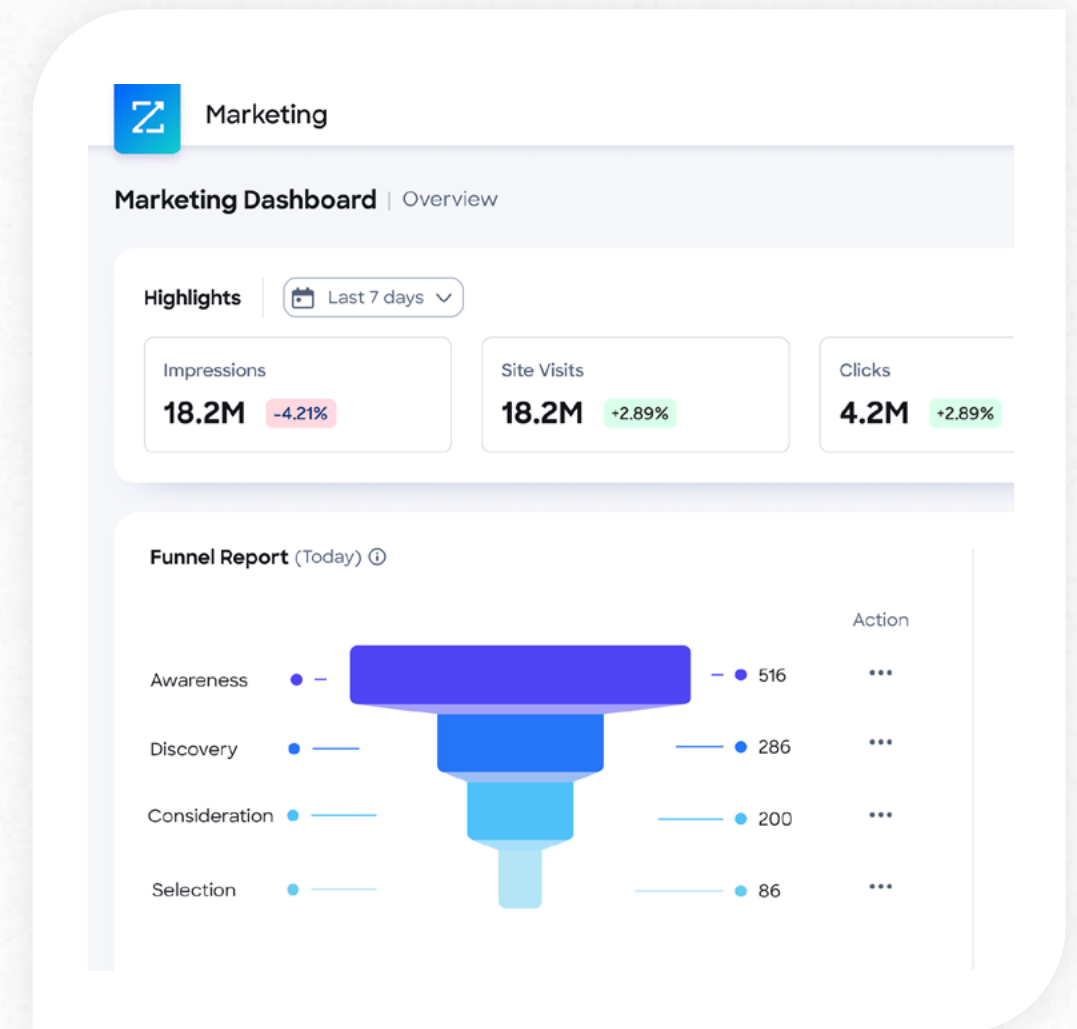 Marketing
Marketing Dashboard | Overview
Highlights
Last 7 days
Impressions
18.2M -4.21%
Site Visits
18.2M +2.89%
Clicks
4.2M +2.89%
Funnel Report (Today)
Action
Awareness 516 •••
Discovery 286 •••
Consideration 200 •••
Selection 86 •••